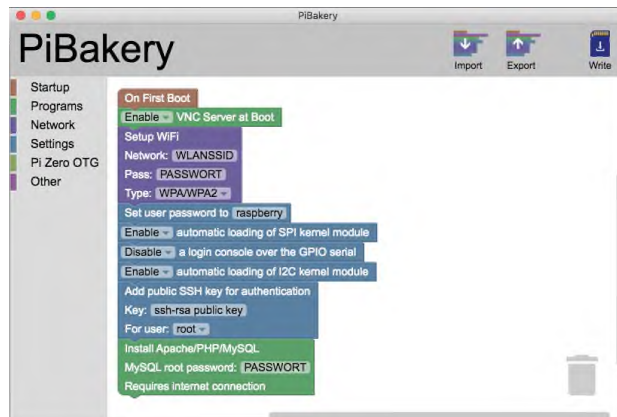 PiBakery
PiBakery
Import
Export
Write
Startup
Programs
Network
Settings
Pi Zero OTG
Other
On First Boot
Enable VNC Server at Boot
Setup WiFi
Network: WLANSSID
Pass: PASSWORT
Type: WPA/WPA2
Set user password to raspberry
Enable automatic loading of SPI kernel module
Disable a login console over the GPIO serial
Enable automatic loading of I2C kernel module
Add public SSH key for authentication
Key: ssh-rsa public key
For user: root
Install Apache/PHP/MySQL
MySQL root password: PASSWORT
Requires internet connection